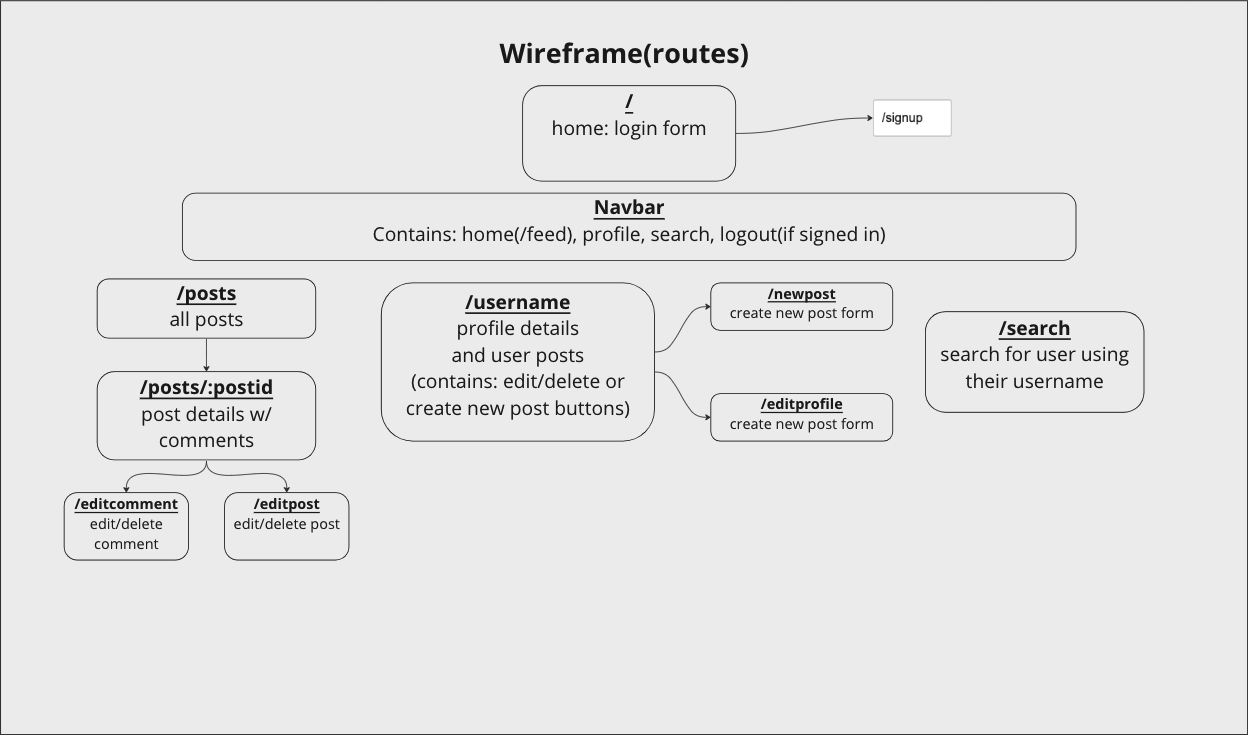 Wireframe(routes)
/
home: login form
/signup
Navbar
Contains: home(/feed), profile, search, logout(if signed in)
/posts
all posts
/posts/:postid
post details w/
comments
/editcomment
edit/delete
comment
/editpost
edit/delete post
/username
profile details
and user posts
(contains: edit/delete or
create new post buttons)
/newpost
create new post form
/editprofile
create new post form
/search
search for user using
their username